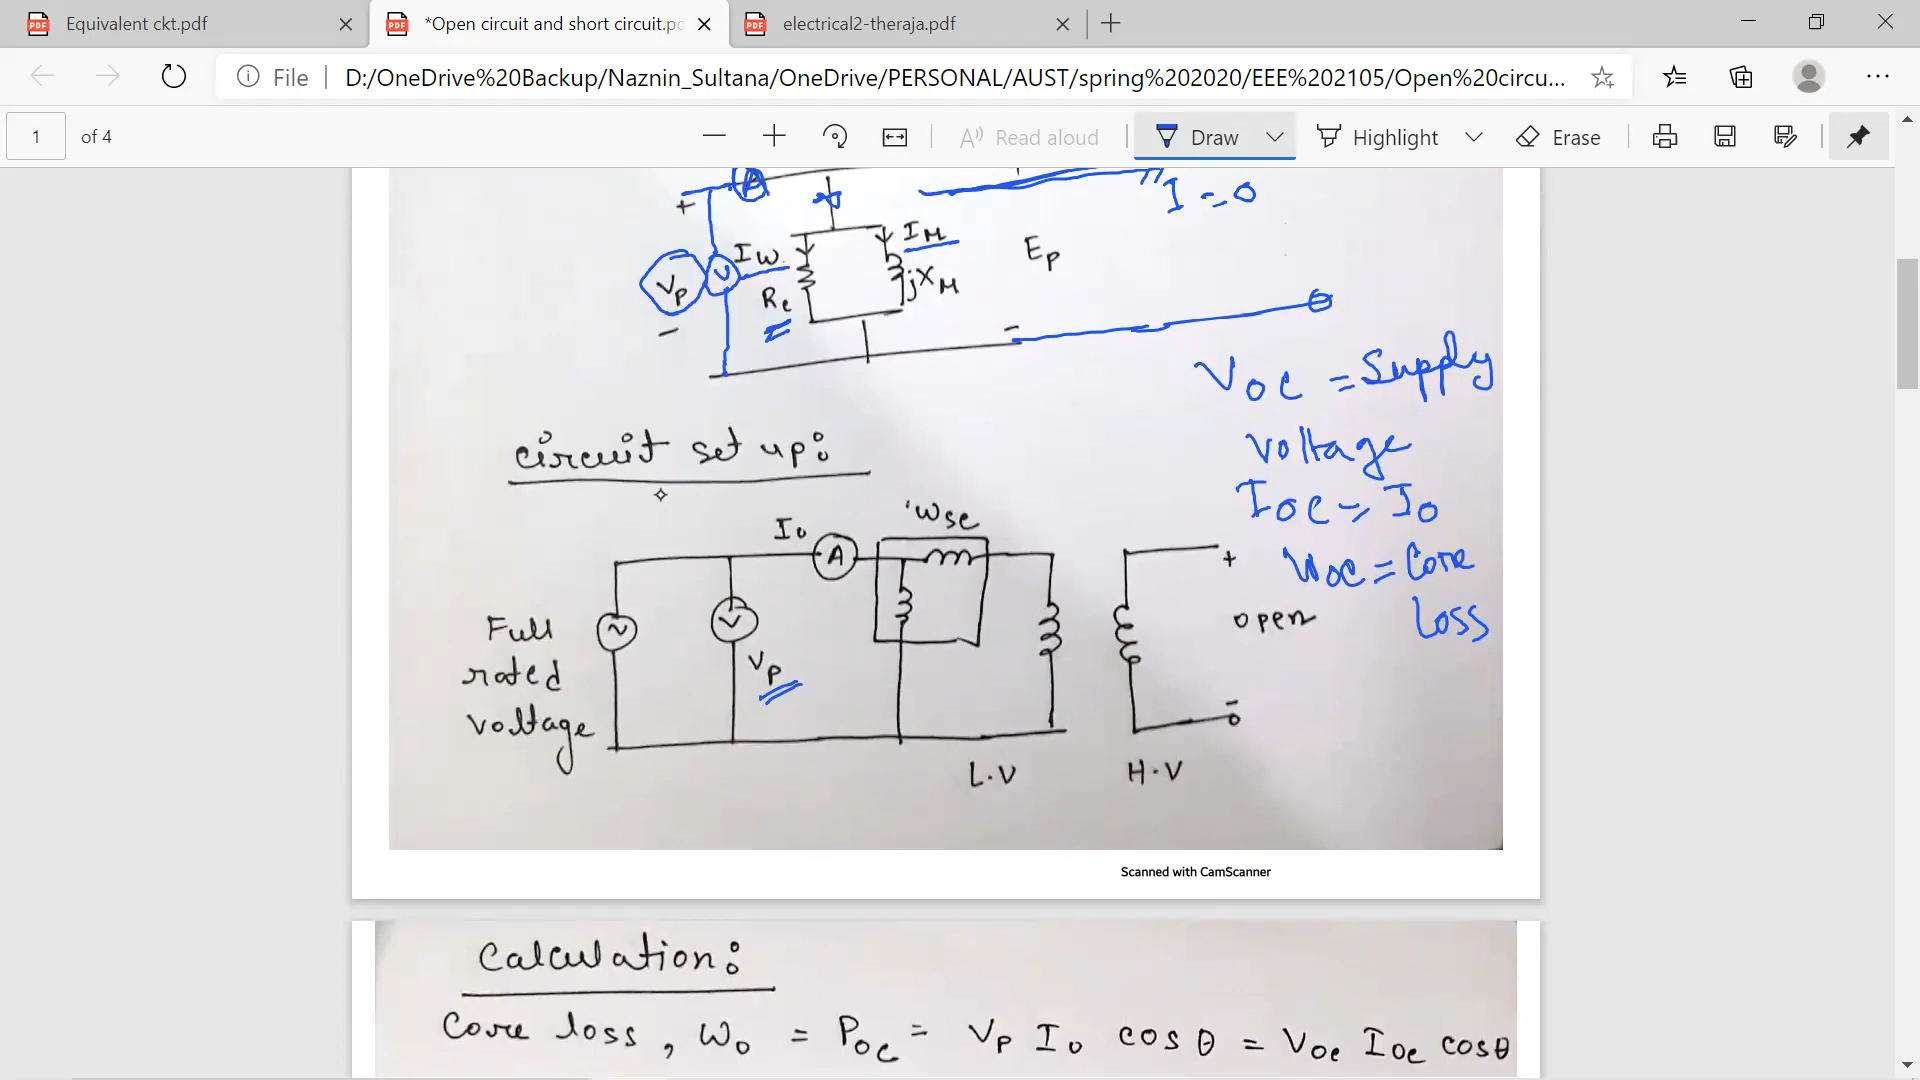 Equivalent ckt.pdf
*Open circuit and short circuit.pd
electrical2-theraja.pdf
File
D:/OneDrive%20Backup/Naznin_Sultana/OneDrive/PERSONAL/AUST/spring%202020/EEE%202105/Open%20circu...
1 of 4
Read aloud
Draw
Highlight
Erase
A
I = 0
+
Iw
IM
Ep
Vp
V
Rc
jXM
-
-
Voc = Supply
voltage
Ioc = Io
Woc = Core
Loss
circuit set up:
Io
A
Wsc
+
Full
rated
voltage
V
Vp
open
-
L.V
H.V
Scanned with CamScanner
Calculation:
Core loss, Wo = Poc = Vp Io cos θ = Voc Ioc cosθ